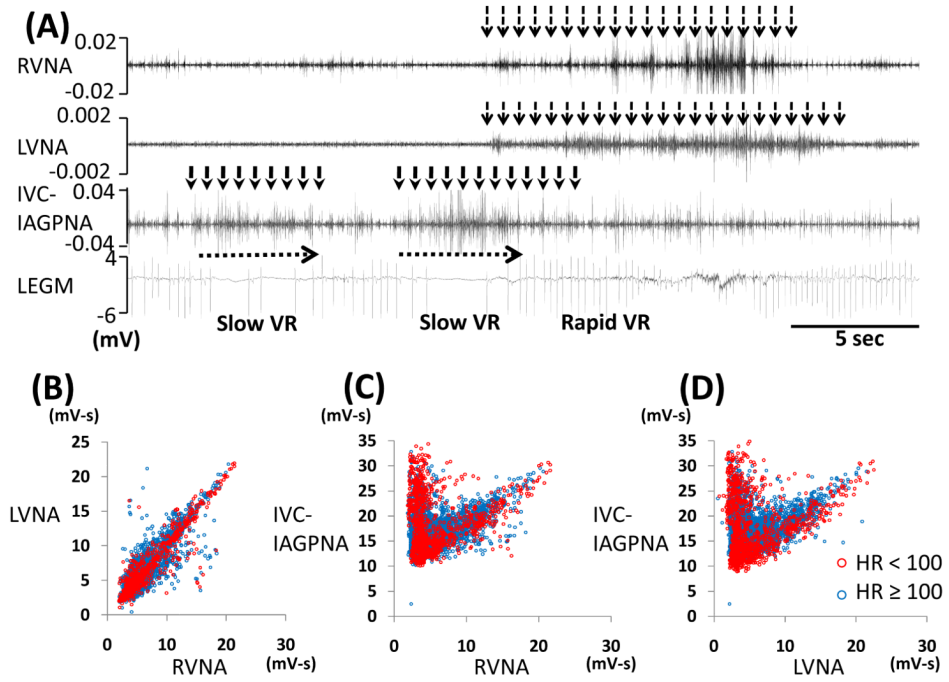 (A)
RVNA
0.02
-0.02
LVNA
0.002
-0.002
IVC-
IAGPNA
0.04
-0.04
LEGM
4
-6
(mV)
Slow VR
Slow VR
Rapid VR
5 sec
(B)
(mV-s)
LVNA
25
20
15
10
5
0
0
10
20
30
RVNA
(mV-s)
(C)
(mV-s)
IVC-
IAGPNA
35
30
25
20
15
10
5
0
0
10
20
30
RVNA
(mV-s)
(D)
(mV-s)
IVC-
IAGPNA
35
30
25
20
15
10
5
0
0
10
20
30
LVNA
(mV-s)
HR < 100
HR ≥ 100